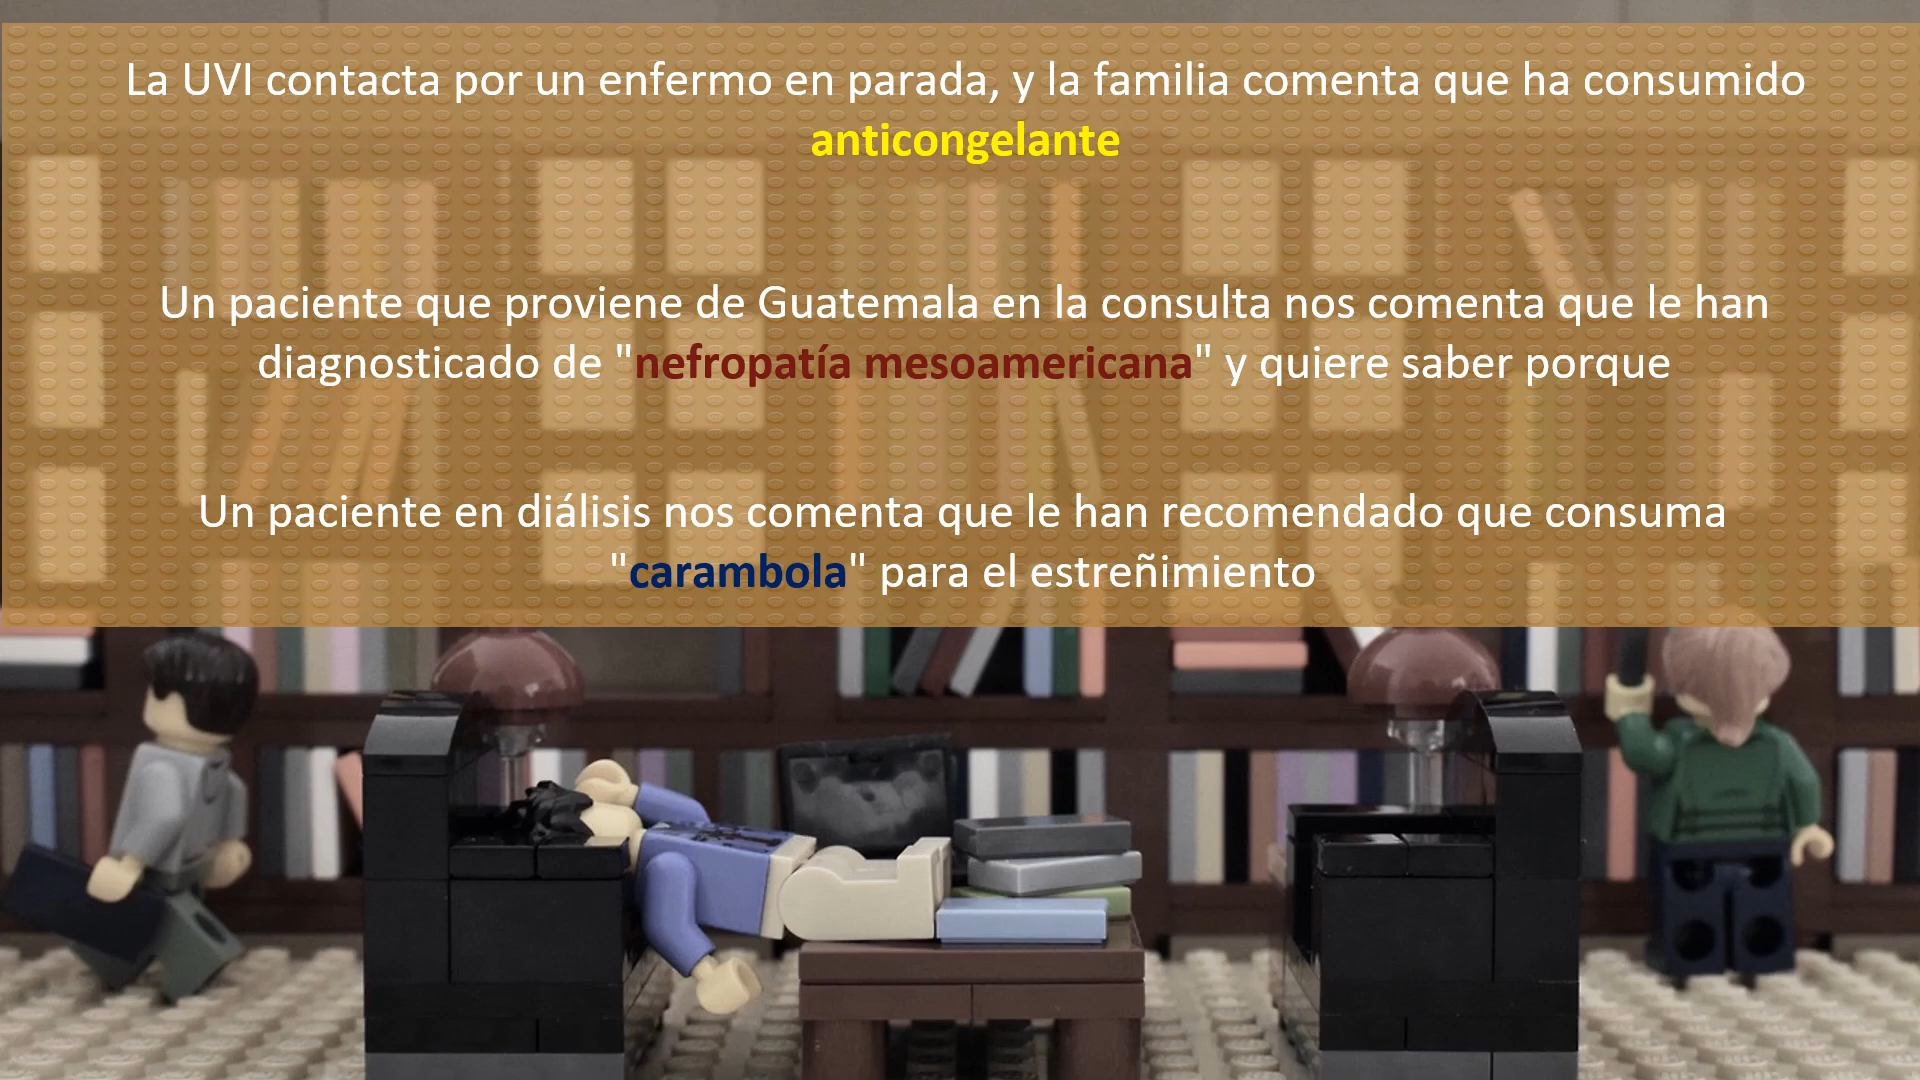 La UVI contacta por un enfermo en parada, y la familia comenta que ha consumido
anticongelante
Un paciente que proviene de Guatemala en la consulta nos comenta que le han
diagnosticado de "nefropatía mesoamericana" y quiere saber porque
Un paciente en diálisis nos comenta que le han recomendado que consuma
"carambola" para el estreñimiento